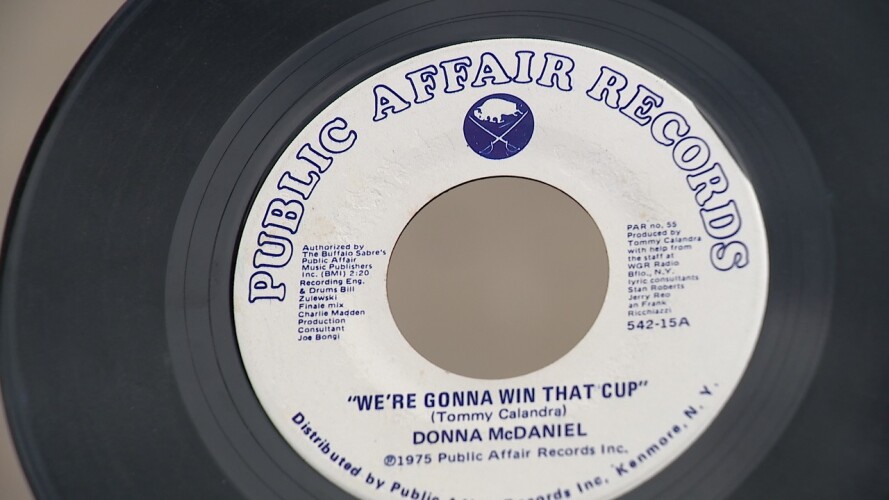 PUBLIC AFFAIR RECORDS
Authorized by
The Buffalo Sabre's
Public Affair
Music Publishers
Inc. (BMI) 2:20
Recording Eng.
& Drums Bill
Zulewski
Finale mix
Charlie Madden
Production
Consultant
Joe Bongi
PAR no. 55
Produced by
Tommy Calandra
with help from
the staff at
WGR Radio
Bflo., N.Y.
lyric consultants
Stan Roberts
Jerry Reo
an Frank
Ricchiazzi
542-15A
"WE'RE GONNA WIN THAT CUP"
(Tommy Calandra)
DONNA McDANIEL
℗1975 Public Affair Records Inc.
Distributed by Public Inc. Kenmore, N.Y.